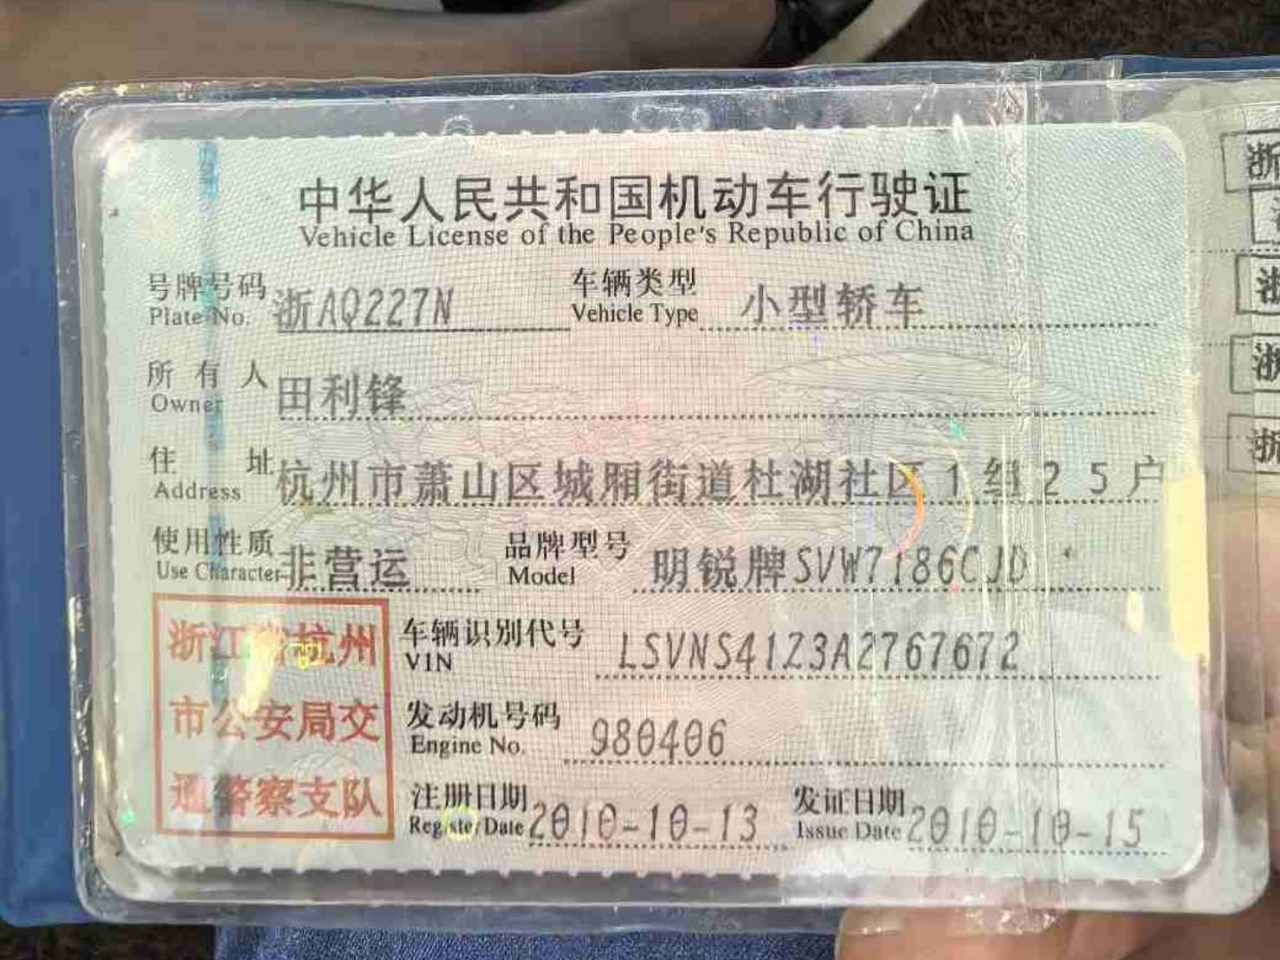 中华人民共和国机动车行驶证
Vehicle License of the People's Republic of China
号牌号码 浙AQ227N 车辆类型 小型轿车
Plate No. Vehicle Type
所有人 田利锋
Owner
住址 杭州市萧山区城厢街道杜湖社区1组25户
Address
使用性质 非营运 品牌型号 明锐牌SVW7186CJD
Use Character Model
浙江省杭州
市公安局交
通警察支队
车辆识别代号 LSVNS41Z3A2767672
VIN
发动机号码 980406
Engine No.
注册日期 2010-10-13 发证日期 2010-10-15
Register Date Issue Date
浙
浙
浙
浙